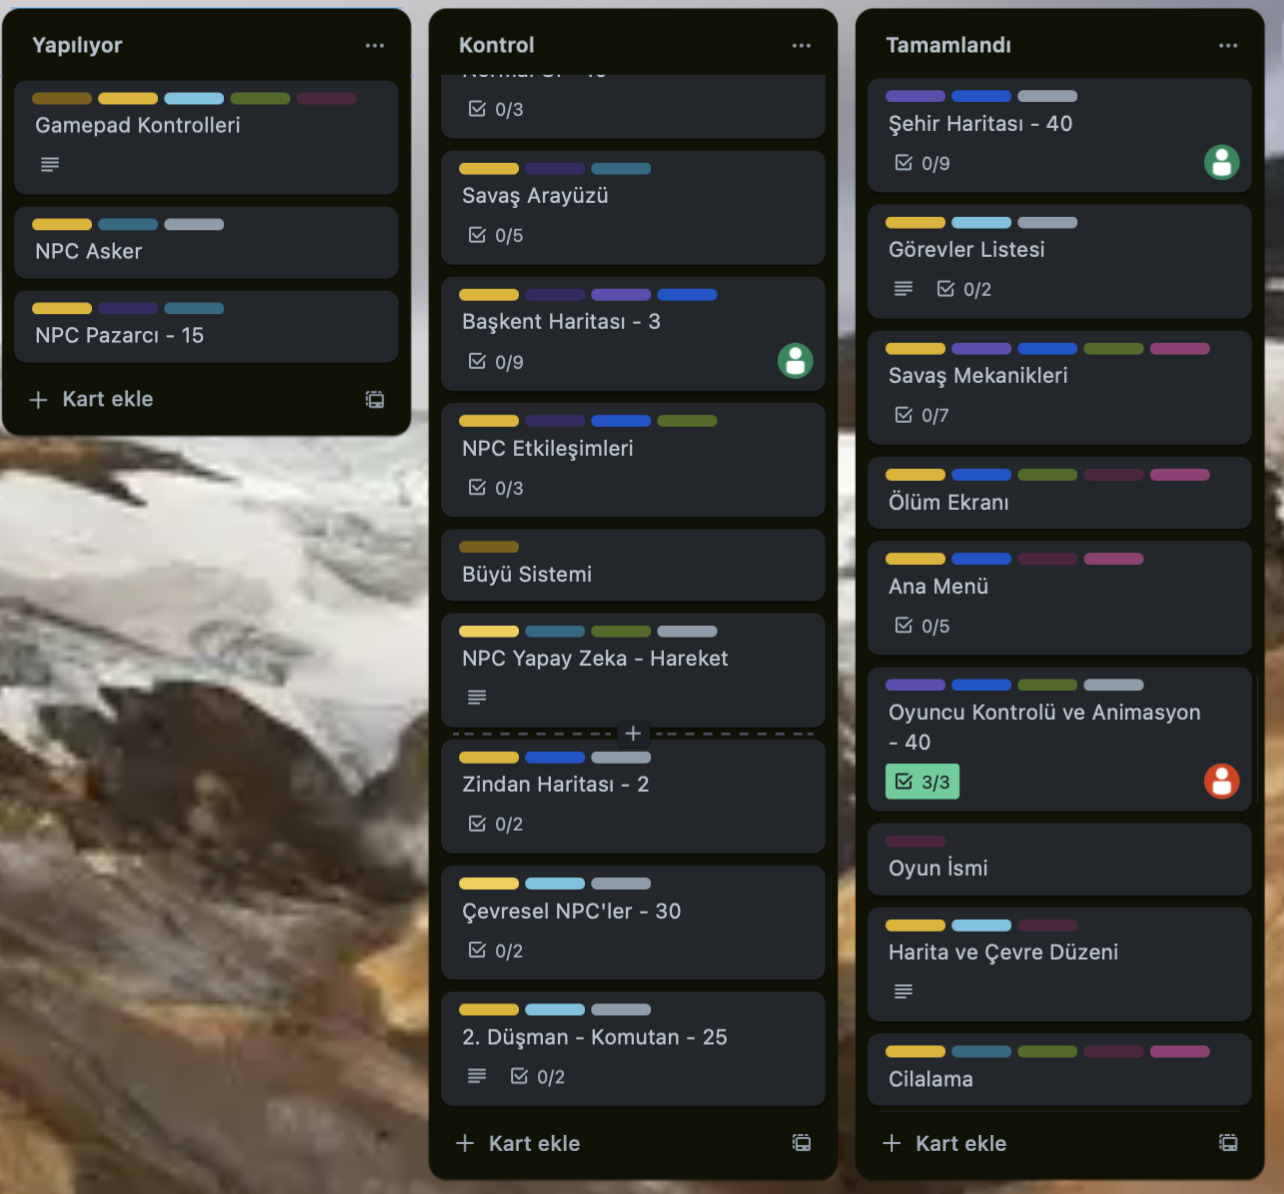 Yapılıyor
Gamepad Kontrolleri
NPC Asker
NPC Pazarcı - 15
Kart ekle
Kontrol
0/3
Savaş Arayüzü
0/5
Başkent Haritası - 3
0/9
NPC Etkileşimleri
0/3
Büyü Sistemi
NPC Yapay Zeka - Hareket
Zindan Haritası - 2
0/2
Çevresel NPC'ler - 30
0/2
2. Düşman - Komutan - 25
0/2
Kart ekle
Tamamlandı
Şehir Haritası - 40
0/9
Görevler Listesi
0/2
Savaş Mekanikleri
0/7
Ölüm Ekranı
Ana Menü
0/5
Oyuncu Kontrolü ve Animasyon
- 40
3/3
Oyun İsmi
Harita ve Çevre Düzeni
Cilalama
Kart ekle